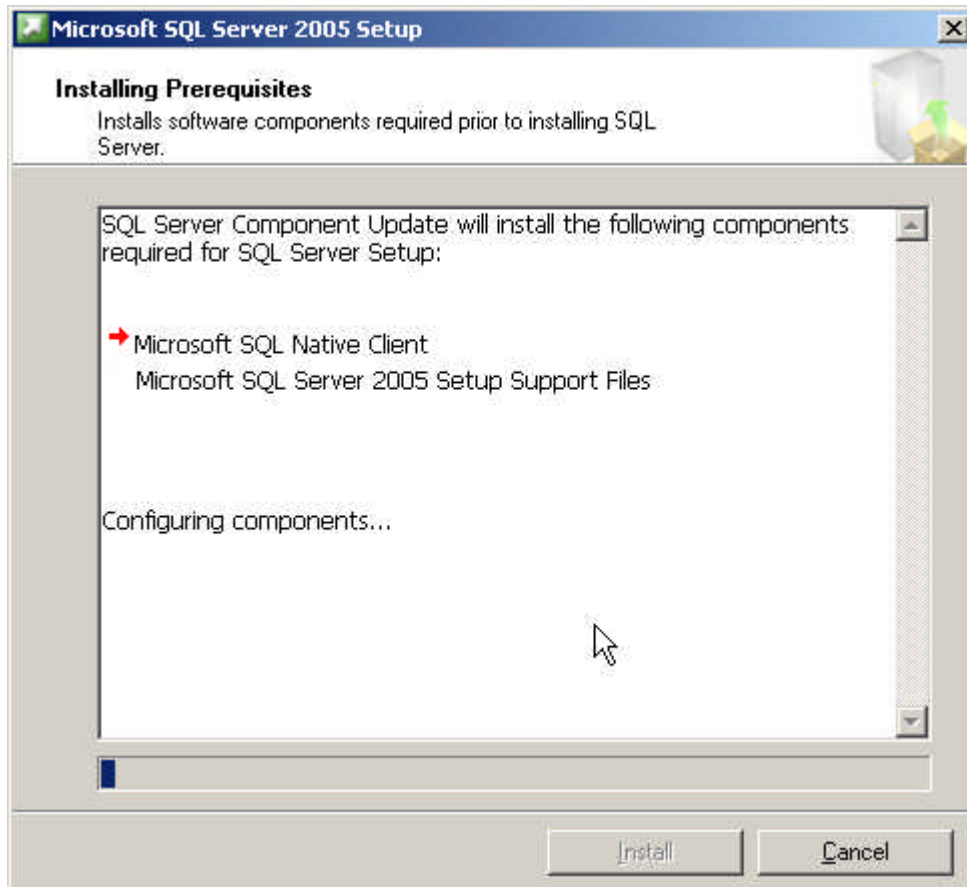 Microsoft SQL Server 2005 Setup
Installing Prerequisites
Installs software components required prior to installing SQL
Server.
SQL Server Component Update will install the following components
required for SQL Server Setup:
Microsoft SQL Native Client
Microsoft SQL Server 2005 Setup Support Files
Configuring components...
Install
Cancel